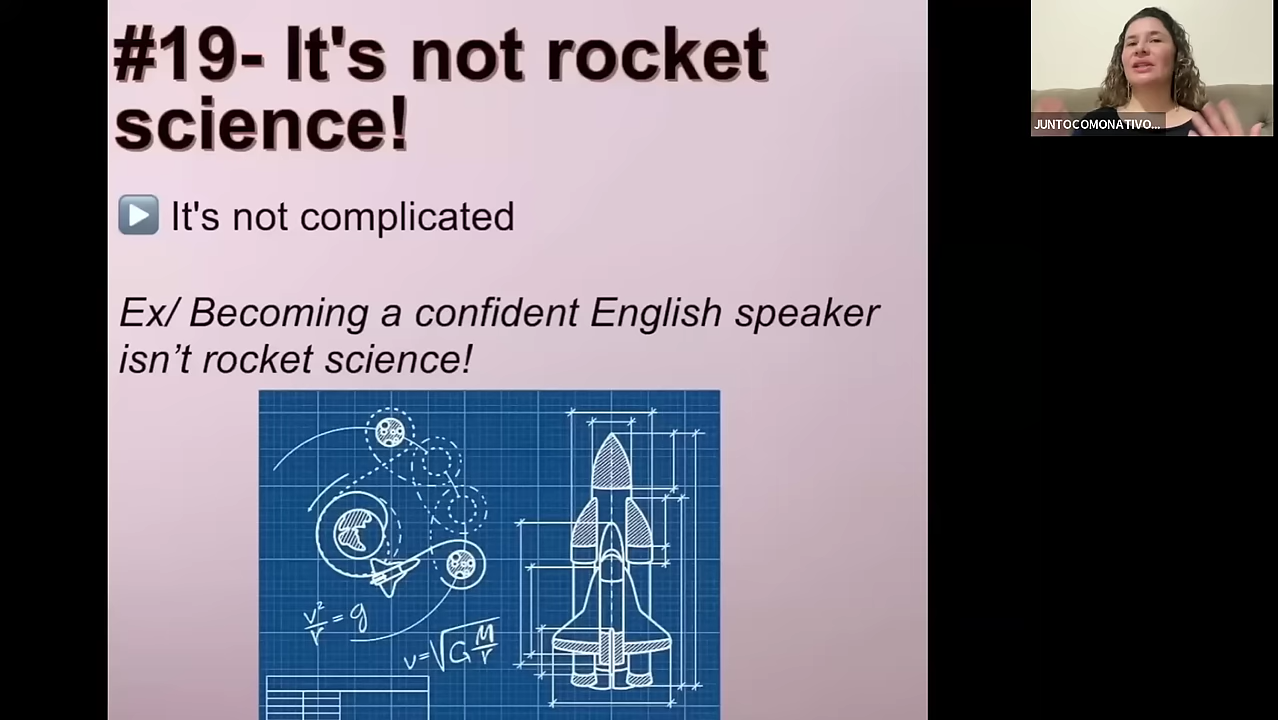 #19- It's not rocket
science!
JUNTOCOMONATIVO...
▶ It's not complicated
Ex/ Becoming a confident English speaker
isn’t rocket science!
v²/r = g
v=√G M/r